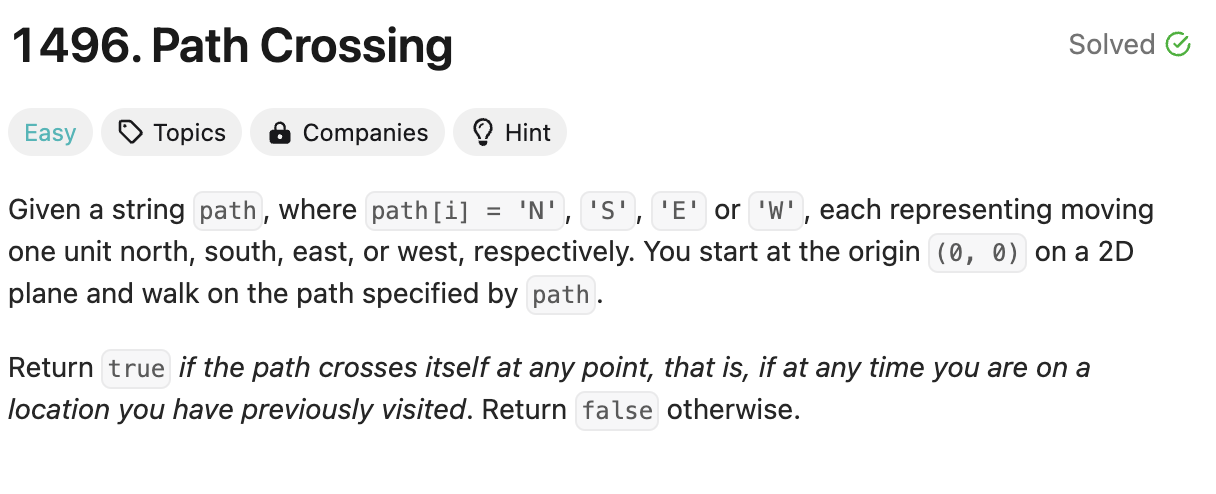 1496. Path Crossing
Solved
Easy
Topics
Companies
Hint
Given a string path, where path[i] = 'N', 'S', 'E' or 'W', each representing moving
one unit north, south, east, or west, respectively. You start at the origin (0, 0) on a 2D
plane and walk on the path specified by path.
Return true if the path crosses itself at any point, that is, if at any time you are on a
location you have previously visited. Return false otherwise.